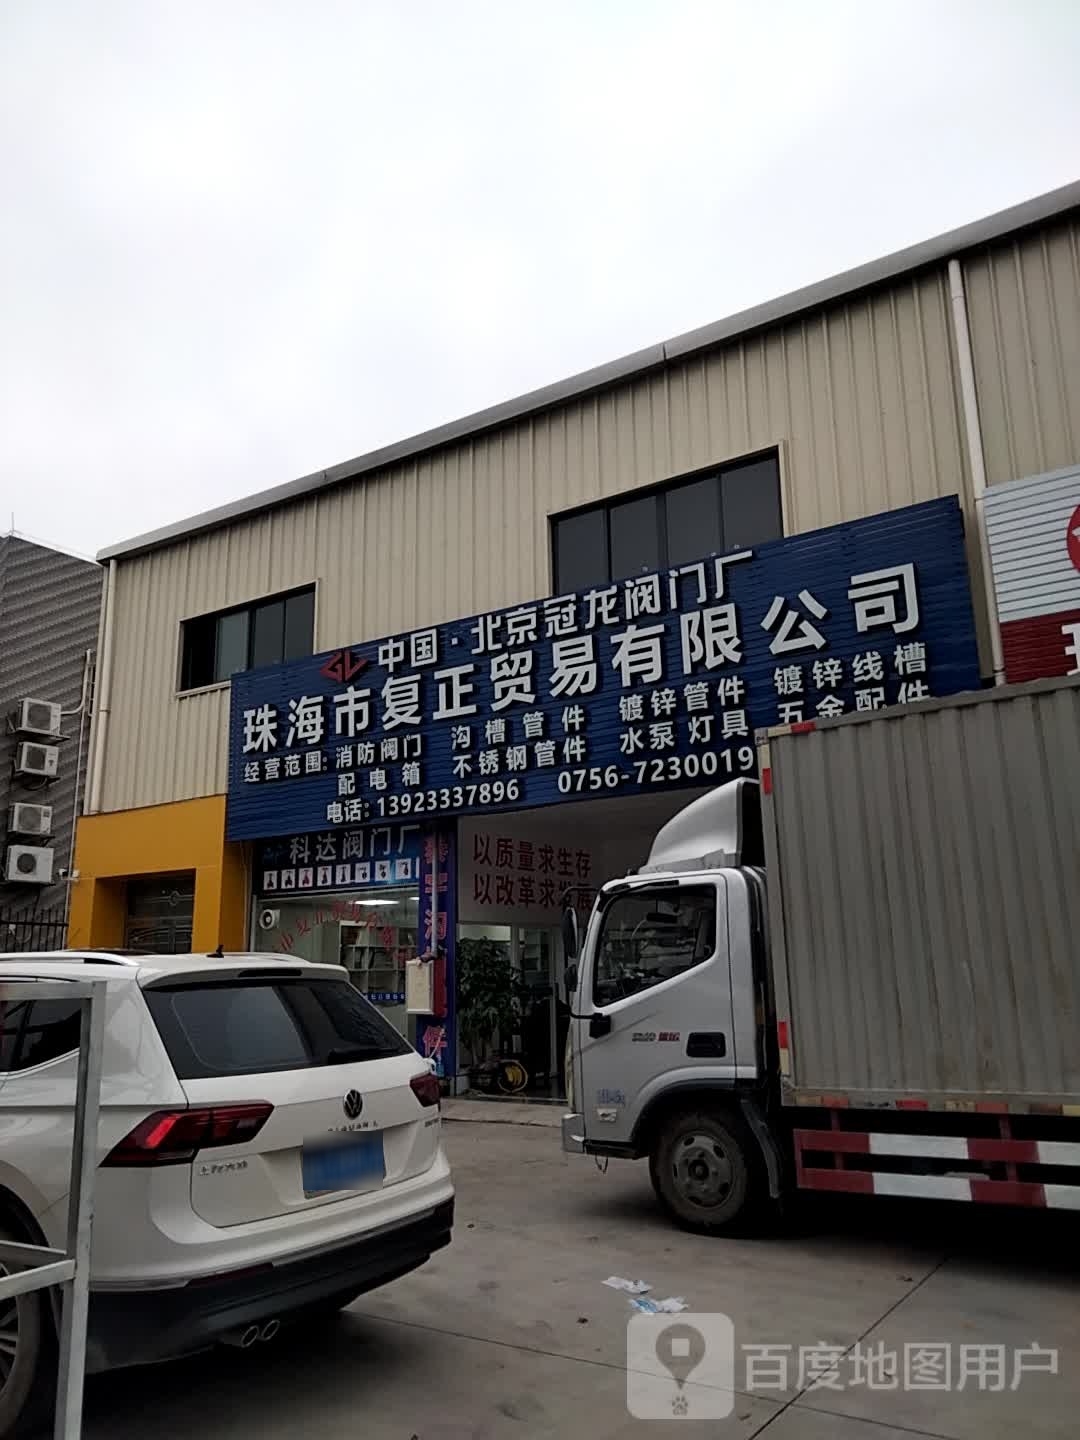 中国·北京冠龙阀门厂
珠海市复正贸易有限公司
经营范围:消防阀门 沟槽管件 镀锌管件 镀锌线槽
配电箱 不锈钢管件 水泵灯具 五金配件
电话:13923337896 0756-7230019
科达阀门厂
以质量求生存
以改革求发展
百度地图用户